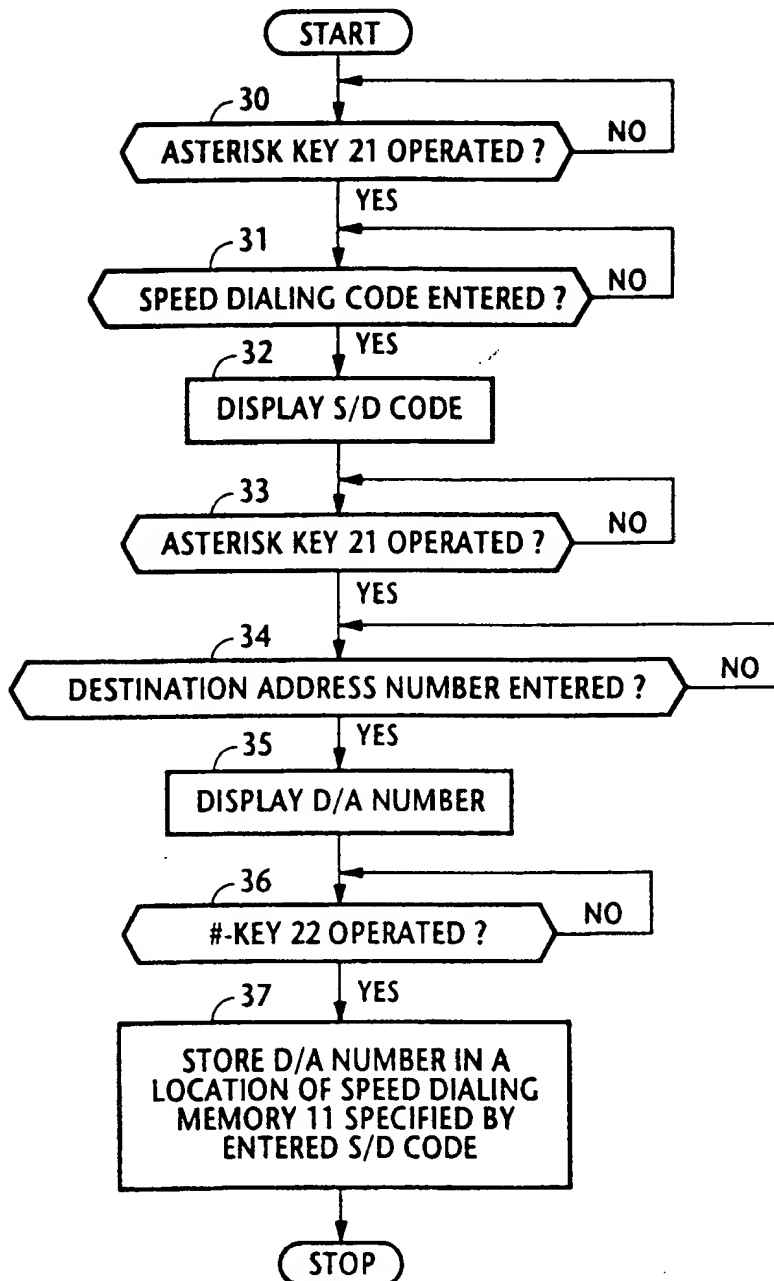 START
30
ASTERISK KEY 21 OPERATED ?
NO
YES
31
SPEED DIALING CODE ENTERED ?
NO
YES
32
DISPLAY S/D CODE
33
ASTERISK KEY 21 OPERATED ?
NO
YES
34
DESTINATION ADDRESS NUMBER ENTERED ?
NO
YES
35
DISPLAY D/A NUMBER
36
#-KEY 22 OPERATED ?
NO
YES
37
STORE D/A NUMBER IN A
LOCATION OF SPEED DIALING
MEMORY 11 SPECIFIED BY
ENTERED S/D CODE
STOP